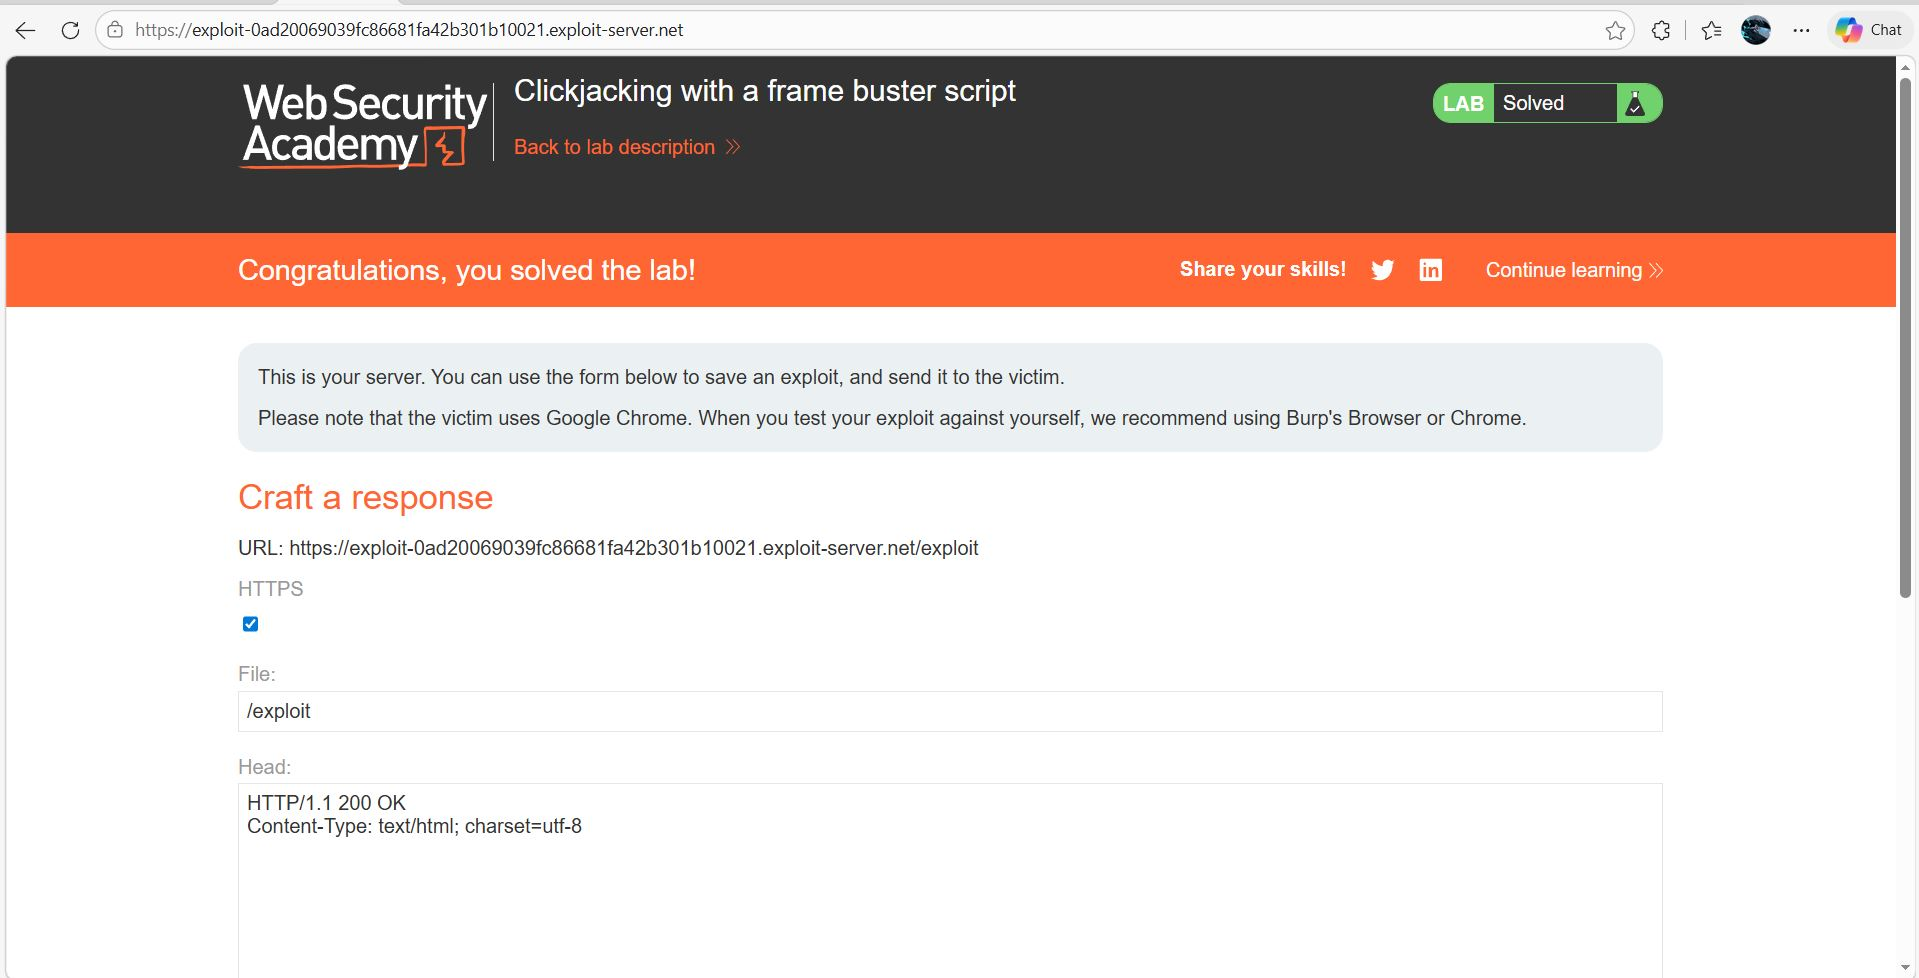 https://exploit-0ad20069039fc86681fa42b301b10021.exploit-server.net
Chat
Web Security
Academy
Clickjacking with a frame buster script
Back to lab description
LAB Solved
Congratulations, you solved the lab!
Share your skills!
Continue learning
This is your server. You can use the form below to save an exploit, and send it to the victim.
Please note that the victim uses Google Chrome. When you test your exploit against yourself, we recommend using Burp's Browser or Chrome.
Craft a response
URL: https://exploit-0ad20069039fc86681fa42b301b10021.exploit-server.net/exploit
HTTPS
File:
/exploit
Head:
HTTP/1.1 200 OK
Content-Type: text/html; charset=utf-8